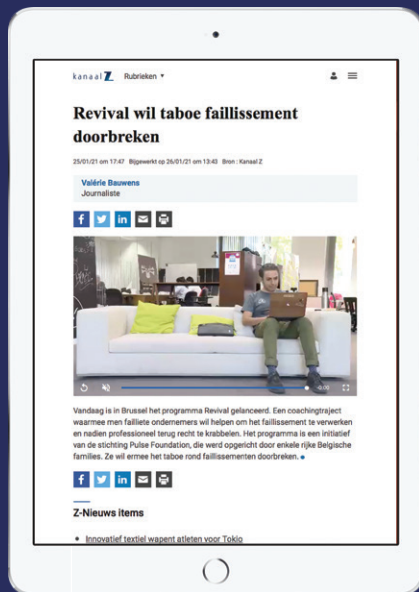 kanaal Z Rubrieken
Revival wil taboe faillissement
doorbreken
25/01/21 om 17:47 Bijgewerkt op 26/01/21 om 13:43 Bron : Kanaal Z
Valérie Bauwens
Journaliste
-0:00
Vandaag is in Brussel het programma Revival gelanceerd. Een coachingtraject
waarmee men failliete ondernemers wil helpen om het faillissement te verwerken
en nadien professioneel terug recht te krabbelen. Het programma is een initiatief
van de stichting Pulse Foundation, die werd opgericht door enkele rijke Belgische
families. Ze wil ermee het taboe rond faillissementen doorbreken.
Z-Nieuws items
Innovatief textiel wapent atleten voor Tokio